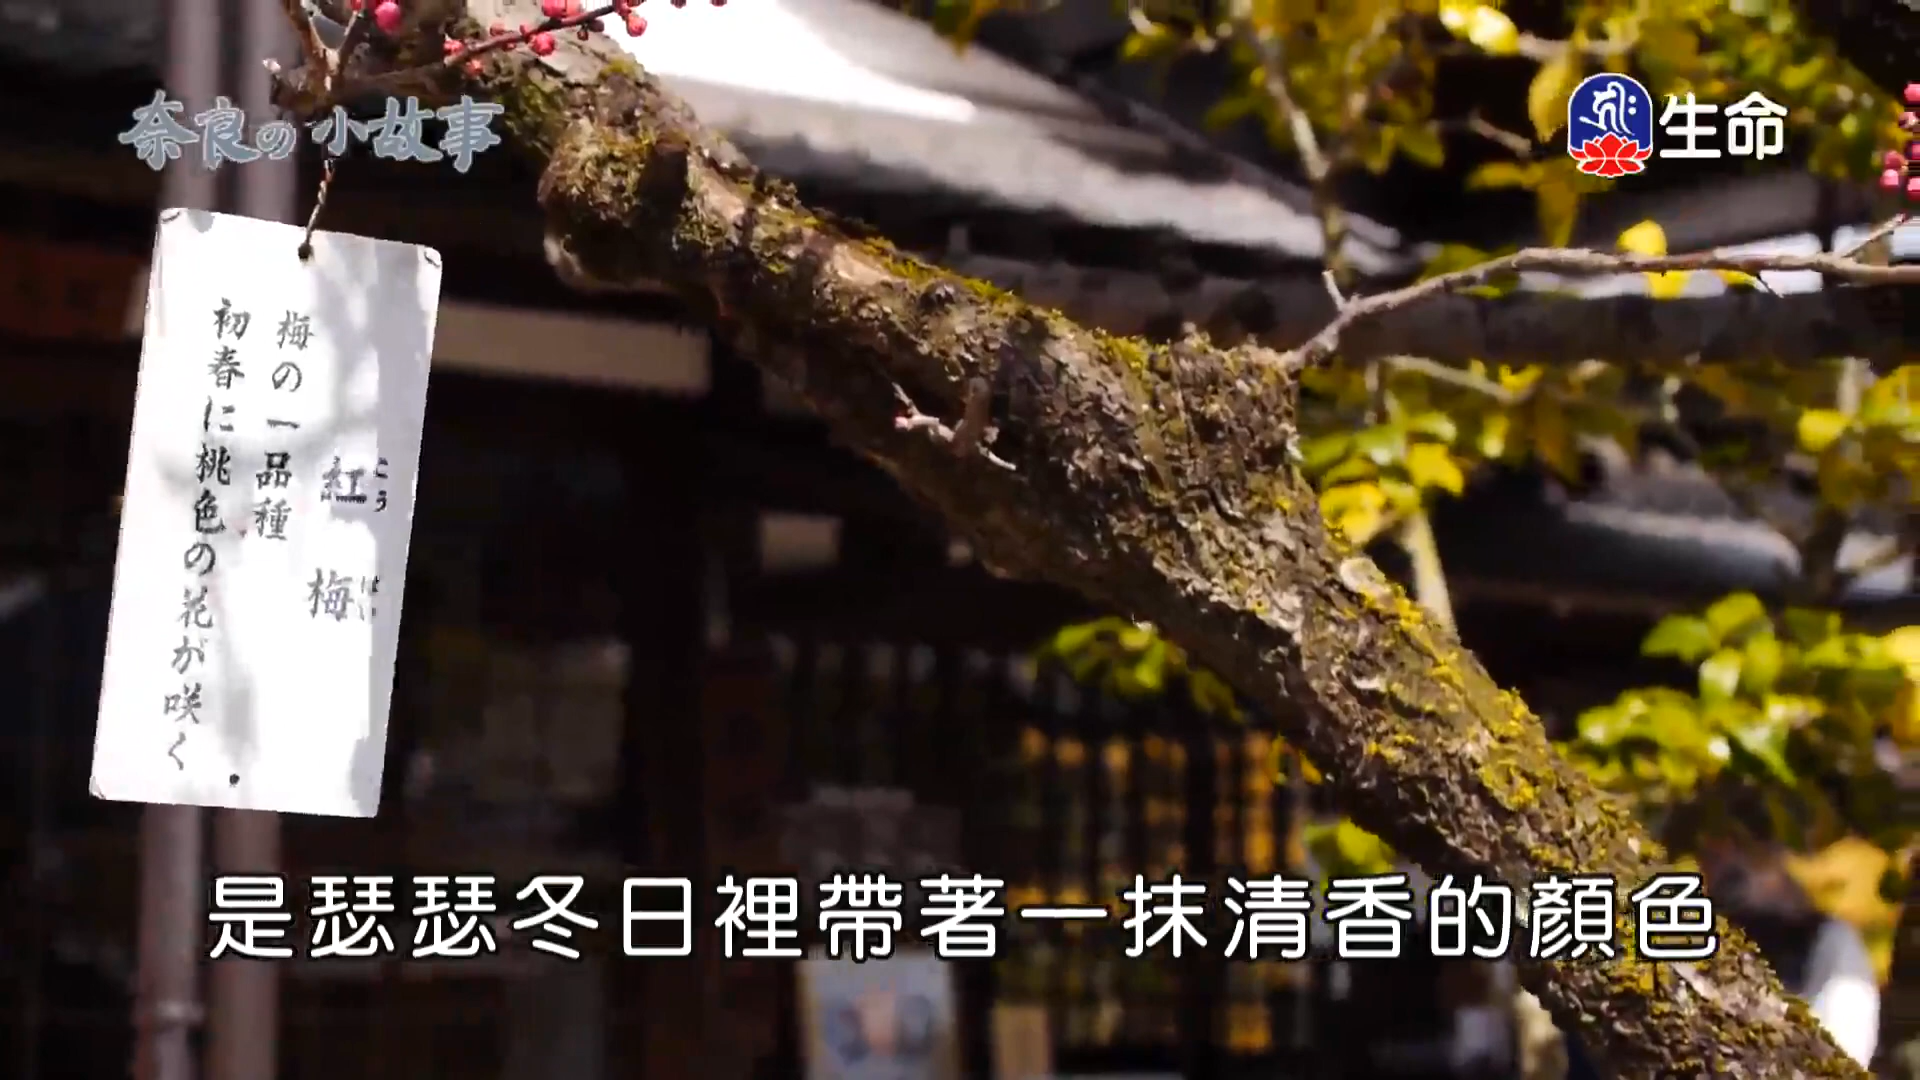 奈良の小故事
生命
紅梅
こうばい
梅の一品種
初春に桃色の花が咲く
是瑟瑟冬日裡帶著一抹清香的顏色